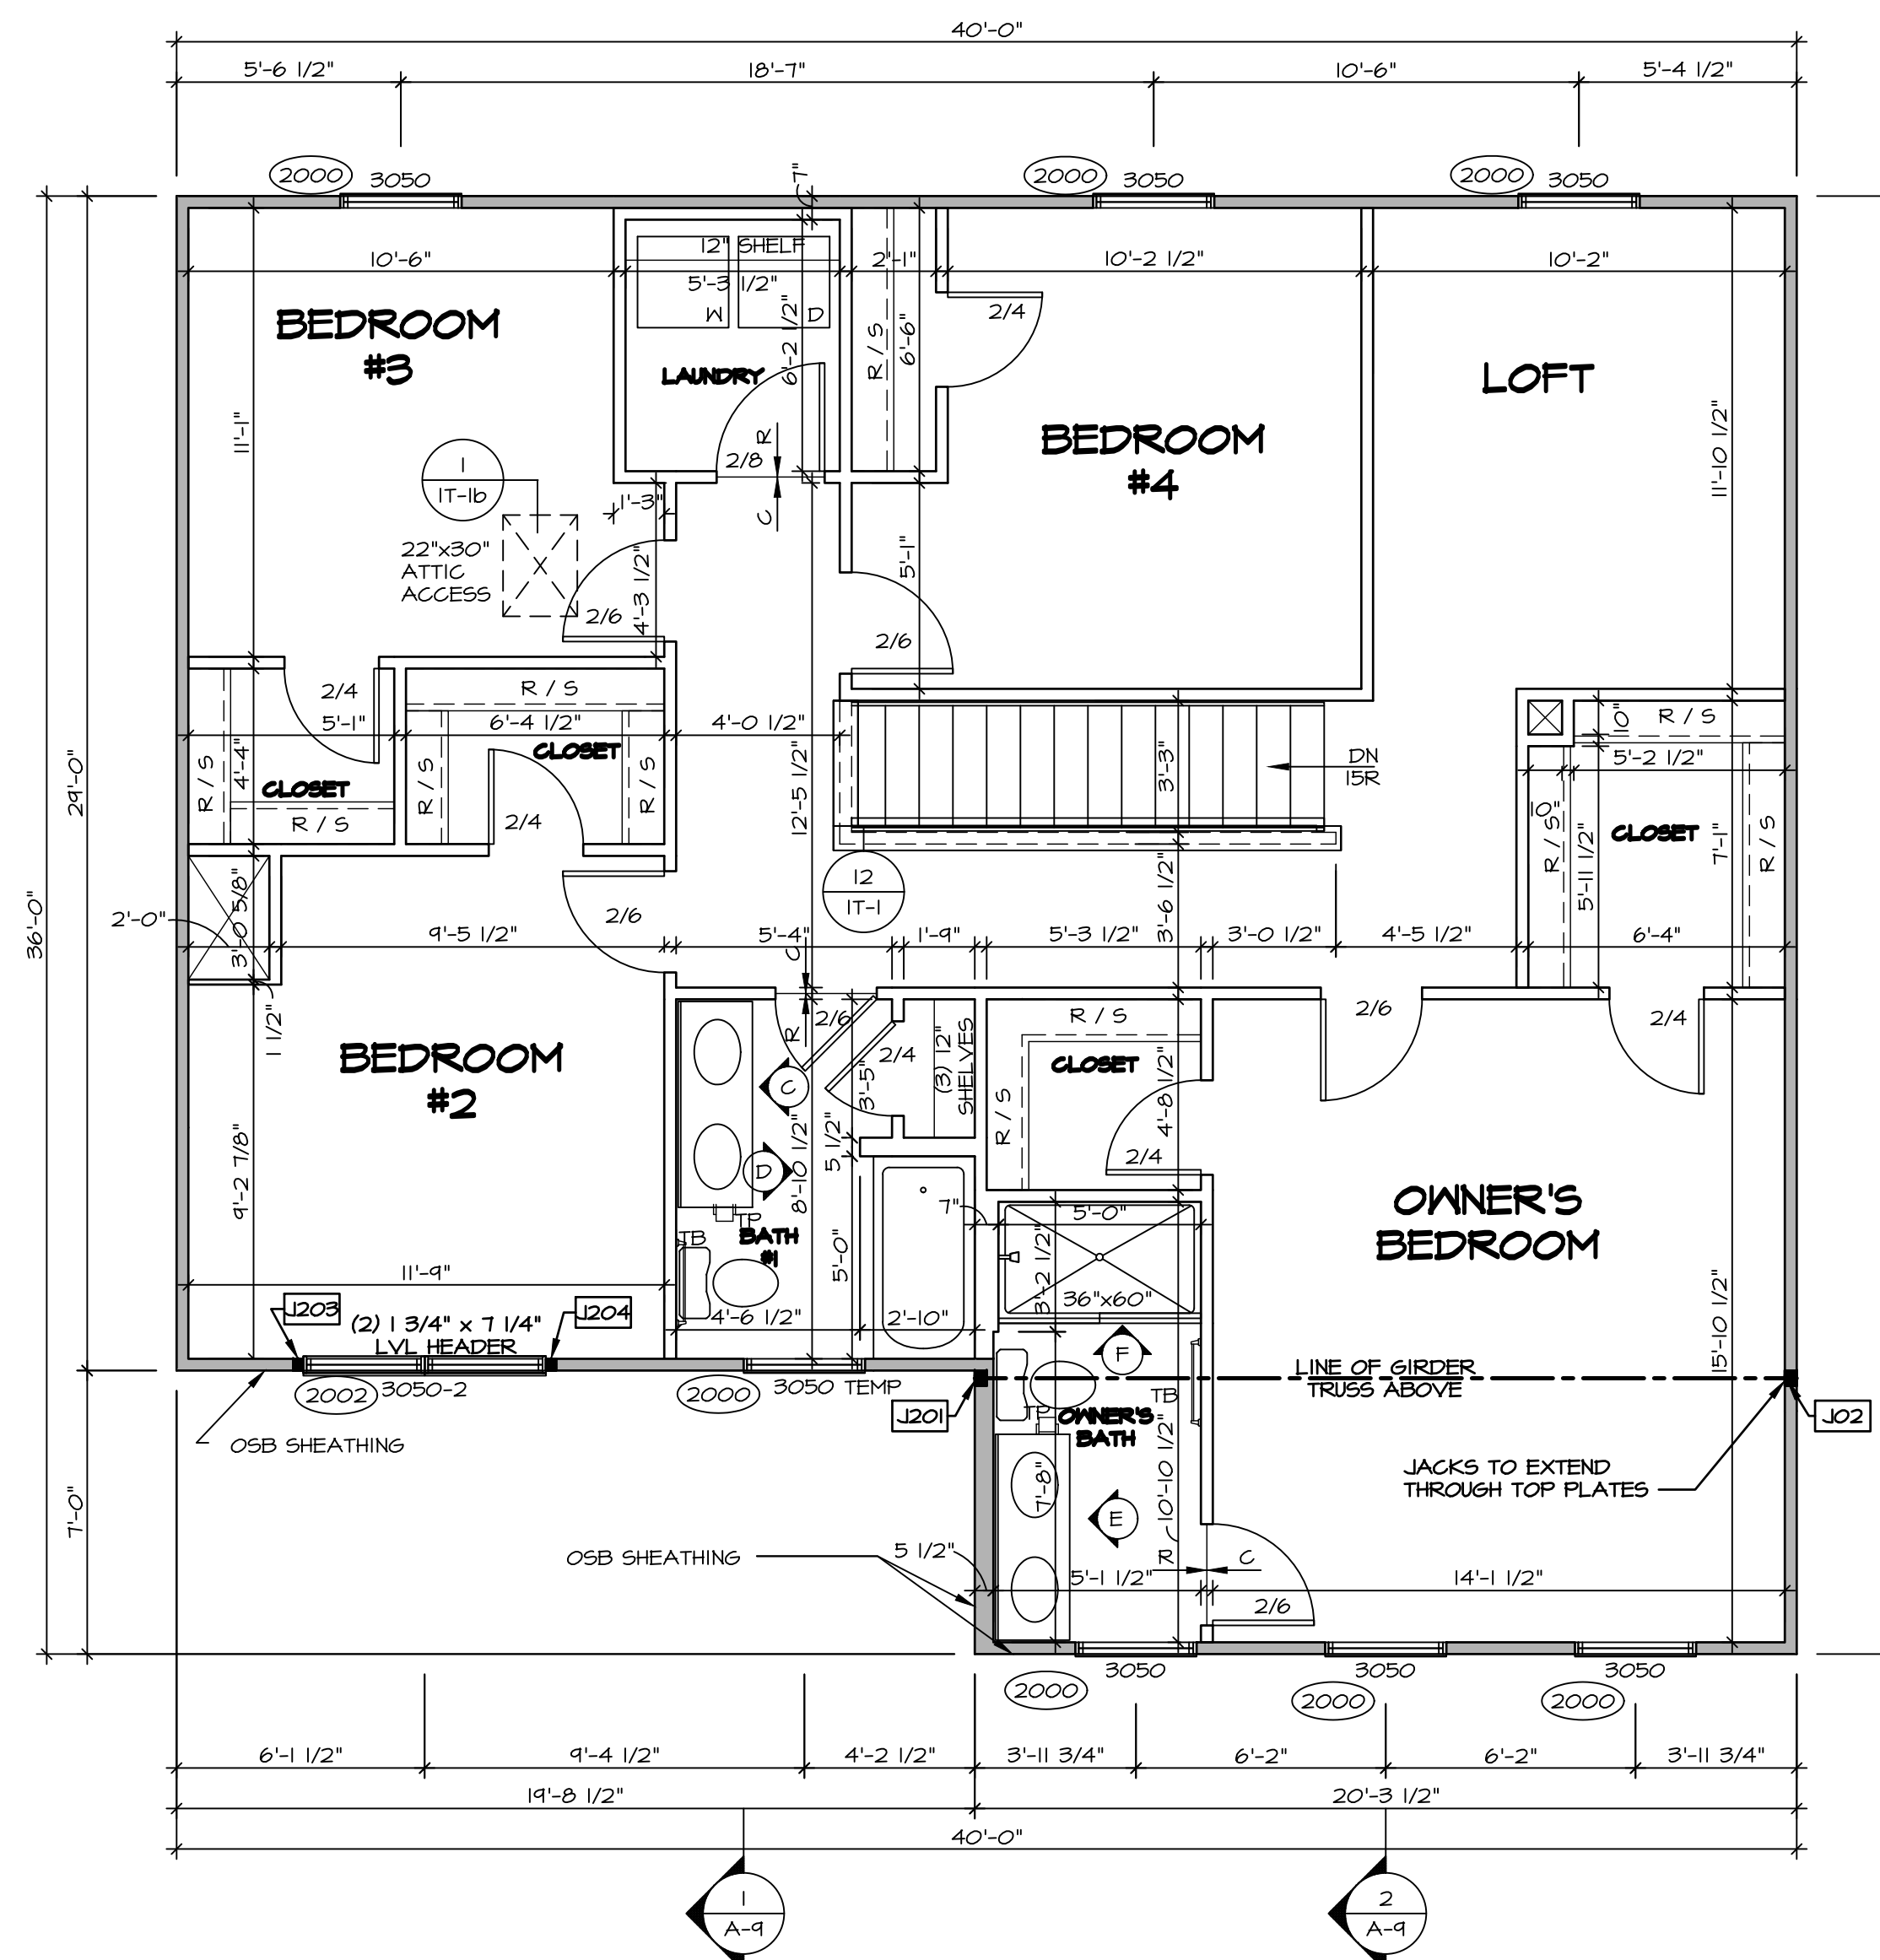 40'-0"
5'-6 1/2"
18'-7"
10'-6"
5'-4 1/2"
2000
3050
7"
2000
3050
2000
3050
12" SHELF
10'-6"
2'-1"
10'-2 1/2"
10'-2"
5'-3 1/2"
W
D
2/4
BEDROOM
#3
6'-2 1/2"
R / S
6'-6"
LAUNDRY
LOFT
BEDROOM
#4
11'-1"
2/8
R
C
11'-10 1/2"
1
1T-1b
1'-3"
22"x30"
ATTIC
ACCESS
4'-3 1/2"
5'-1"
2/6
2/6
2/4
R / S
5'-1"
6'-4 1/2"
4'-0 1/2"
CLOSET
CLOSET
R / S
4'-4"
R / S
R / S
R / S
2/4
12'-5 1/2"
3'-3"
DN
15R
10"
R / S
5'-2 1/2"
10"
R / S
CLOSET
5'-11 1/2"
7'-1"
R / S
29'-0"
36'-0"
12
1T-1
2'-0"
3'-0 5/8"
2/6
9'-5 1/2"
5'-4"
1'-9"
5'-3 1/2"
3'-6 1/2"
3'-0 1/2"
4'-5 1/2"
6'-4"
C
R
1 1/2"
2/6
2/4
3'-5"
(3) 12"
SHELVES
R / S
CLOSET
R / S
4'-8 1/2"
2/4
2/6
2/4
BEDROOM
#2
C
D
9'-2 7/8"
8'-10 1/2"
5 1/2"
TP
TB
BATH
#1
5'-0"
7"
5'-0"
3'-2 1/2"
36"x60"
OWNER'S
BEDROOM
11'-9"
J203
(2) 1 3/4" x 7 1/4"
LVL HEADER
J204
4'-6 1/2"
2'-10"
15'-10 1/2"
F
LINE OF GIRDER
TRUSS ABOVE
2002
3050-2
2000
3050 TEMP
J201
TB
TP
OWNER'S
BATH
J02
OSB SHEATHING
JACKS TO EXTEND
THROUGH TOP PLATES
7'-0"
7'-8"
10'-10 1/2"
E
OSB SHEATHING
5 1/2"
R
C
5'-1 1/2"
14'-1 1/2"
2/6
3050
3050
3050
2000
2000
2000
6'-1 1/2"
9'-4 1/2"
4'-2 1/2"
3'-11 3/4"
6'-2"
6'-2"
3'-11 3/4"
19'-8 1/2"
20'-3 1/2"
40'-0"
1
A-9
2
A-9